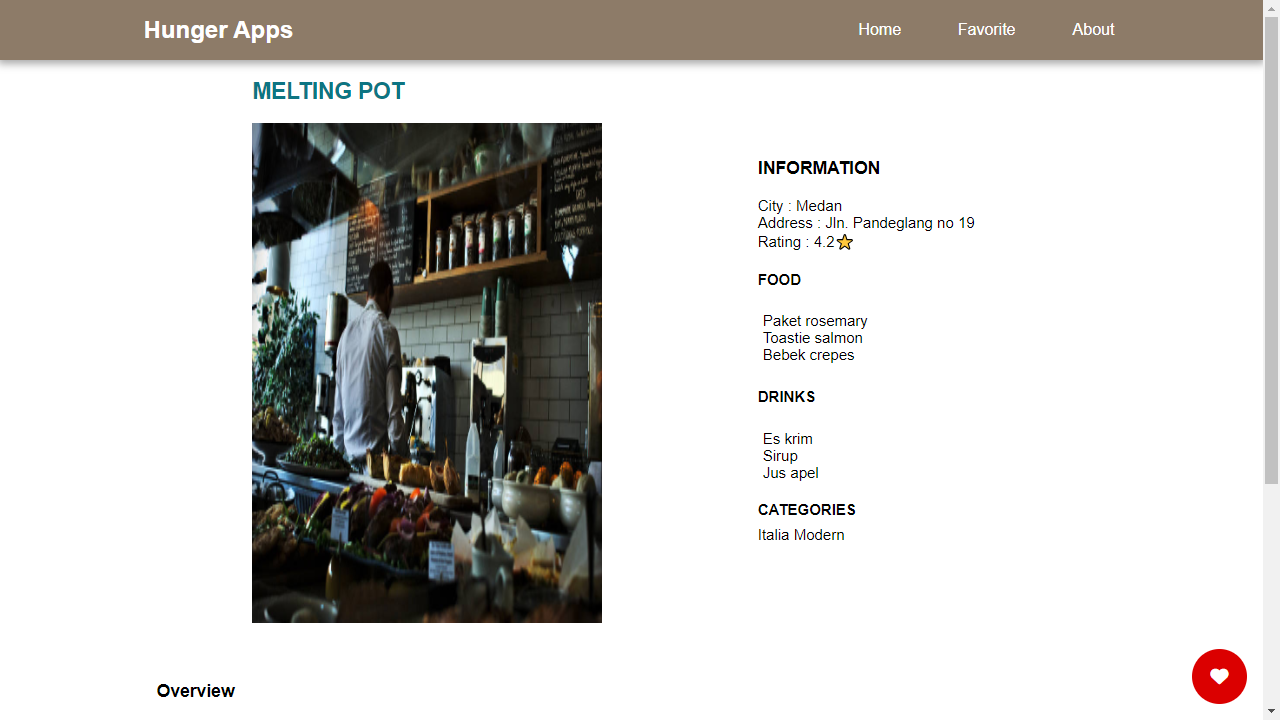 Hunger Apps
Home
Favorite
About
MELTING POT
INFORMATION
City : Medan
Address : Jln. Pandeglang no 19
Rating : 4.2⭐
FOOD
Paket rosemary
Toastie salmon
Bebek crepes
DRINKS
Es krim
Sirup
Jus apel
CATEGORIES
Italia Modern
Overview